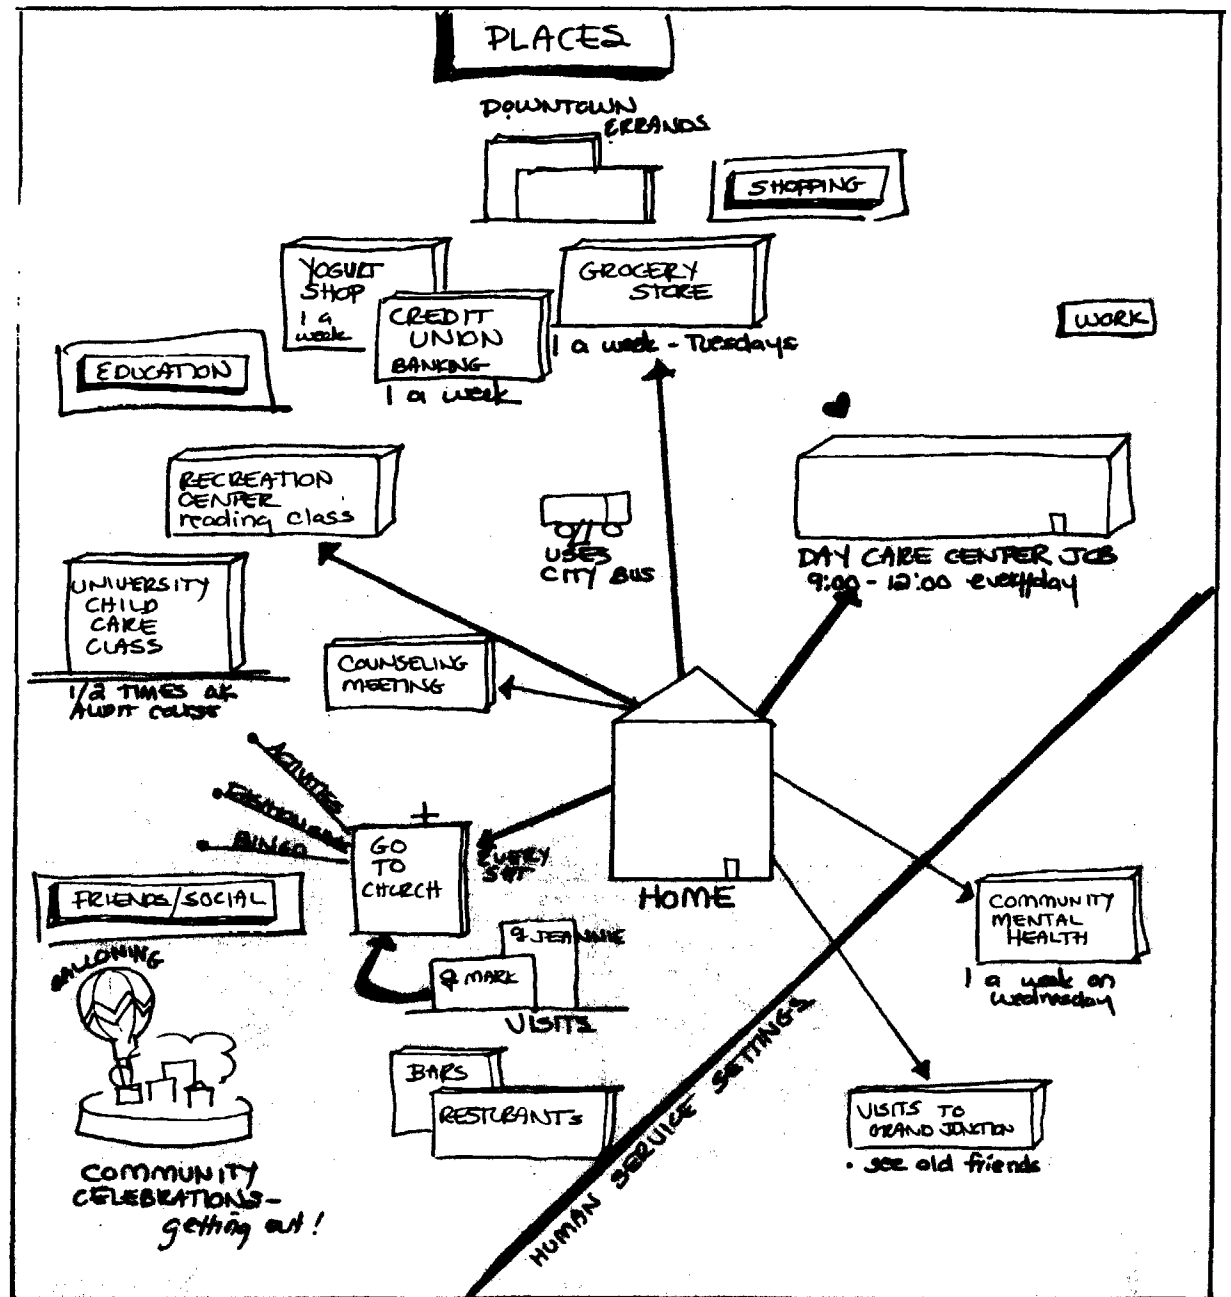 PLACES
DOWNTOWN
ERRANDS
SHOPPING
YOGURT
SHOP
1 a
week
CREDIT
UNION
BANKING
1 a week
GROCERY
STORE
1 a week - Tuesdays
WORK
EDUCATION
RECREATION
CENTER
reading class
USES
CITY BUS
DAY CARE CENTER JOB
9:00 - 12:00 everyday
UNIVERSITY
CHILD
CARE
CLASS
1/2 TIMES A WK
AUDIT COURSE
COUNSELING
MEETING
ACTIVITIES
BINGO
GO
TO
CHURCH
EVERY
SAT
HOME
FRIENDS/SOCIAL
BALLONING
& JEANNIE
& MARK
VISITS
COMMUNITY
MENTAL
HEALTH
1 a week on
wednesday
BARS
RESTURANTS
HUMAN SERVICE SETTINGS
VISITS TO
GRAND JUNCTION
• see old friends
COMMUNITY
CELEBRATIONS-
getting out!